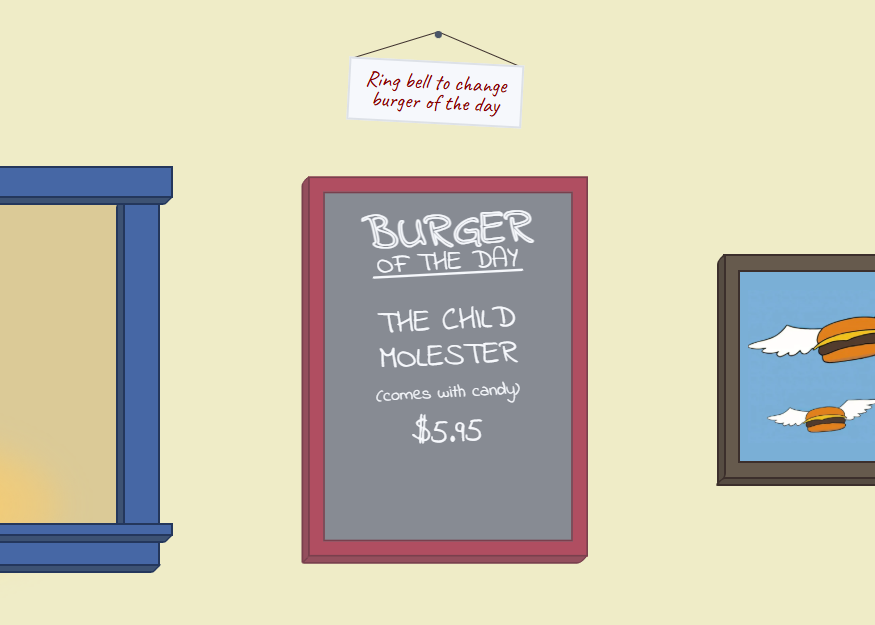 Ring bell to change
burger of the day
BURGER
OF THE DAY
THE CHILD
MOLESTER
(comes with candy)
$5.95